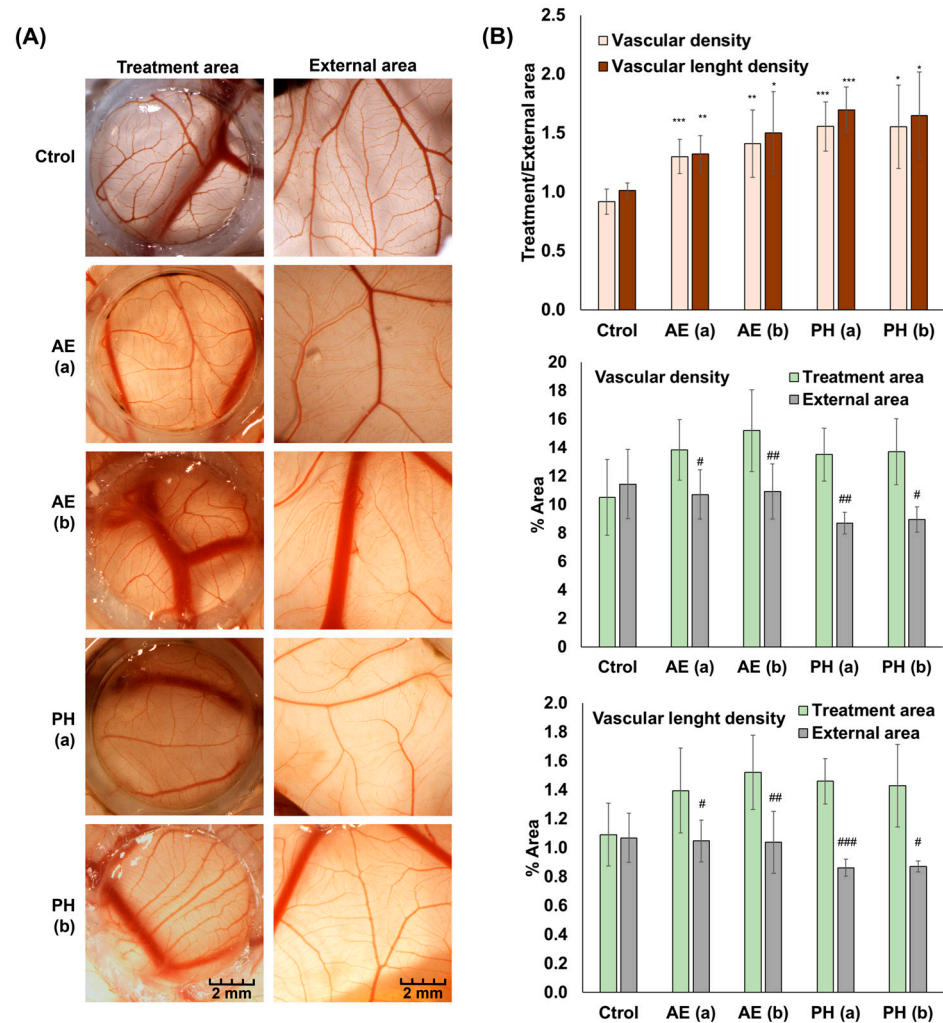 (A)
Treatment area External area
Ctrol
AE
(a)
AE
(b)
PH
(a)
PH
(b)
2 mm 2 mm
(B)
Treatment/External area
2.5
2.0
1.5
1.0
0.5
0.0
Vascular density
Vascular lenght density
*** ** ** * *** *** * *
Ctrol AE (a) AE (b) PH (a) PH (b)
% Area
20
18
16
14
12
10
8
6
4
2
0
Vascular density
Treatment area
External area
# ## ## #
Ctrol AE (a) AE (b) PH (a) PH (b)
% Area
2.0
1.8
1.6
1.4
1.2
1.0
0.8
0.6
0.4
0.2
0.0
Vascular lenght density
Treatment area
External area
# ## ### #
Ctrol AE (a) AE (b) PH (a) PH (b)